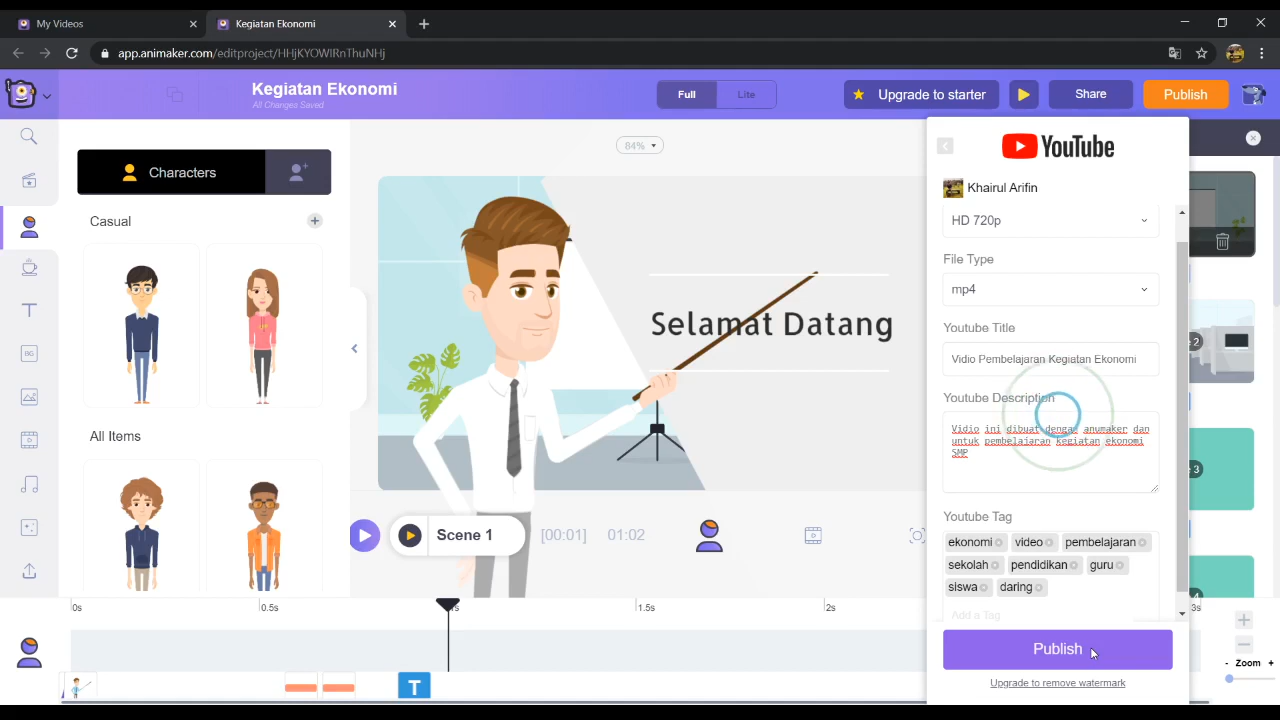 My Videos
Kegiatan Ekonomi
app.animaker.com/editproject/HHjKYOWIRnThuNHj
Kegiatan Ekonomi
All Changes Saved
Full
Lite
Upgrade to starter
Share
Publish
84%
YouTube
Characters
Khairul Arifin
Casual
HD 720p
File Type
mp4
Youtube Title
Vidio Pembelajaran Kegiatan Ekonomi
Selamat Datang
Youtube Description
Vidio ini dibuat dengan anumaker dan
untuk pembelajaran kegiatan ekonomi
SMP
All Items
Youtube Tag
Scene 1
[00:01]
01:02
ekonomi
video
pembelajaran
sekolah
pendidikan
guru
siswa
daring
Add a Tag
2
3
4
0s
0.5s
1.5s
2s
3s
Publish
Upgrade to remove watermark
- Zoom +
T
BG
T